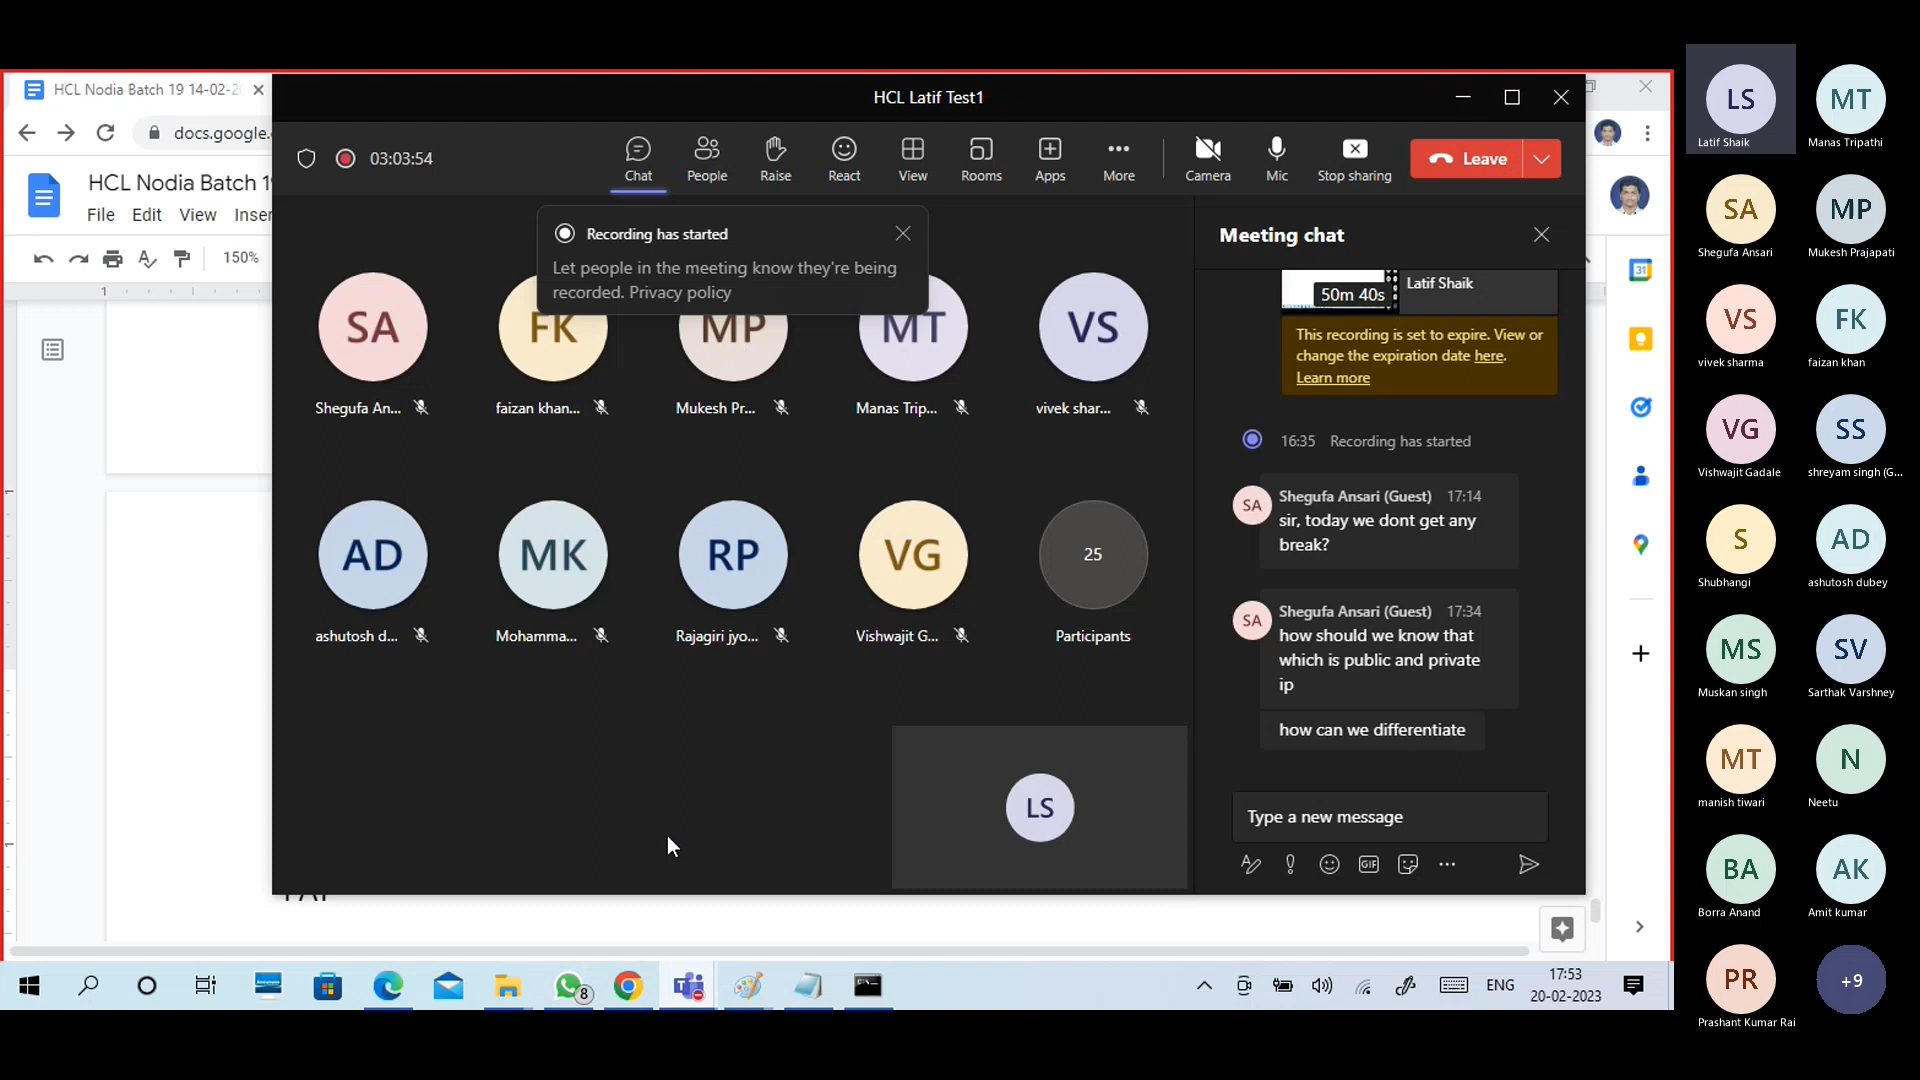 HCL Nodia Batch 19 14-02-2
docs.google.
HCL Nodia Batch 1
File Edit View Inser
150%
1
HCL Latif Test1
03:03:54
Chat People Raise React View Rooms Apps More Camera Mic Stop sharing Leave
Recording has started
Let people in the meeting know they're being
recorded. Privacy policy
SA FK MP MT VS
Shegufa An... faizan khan... Mukesh Pr... Manas Trip... vivek shar...
AD MK RP VG 25
ashutosh d... Mohamma... Rajagiri jyo... Vishwajit G... Participants
LS
Meeting chat
50m 40s Latif Shaik
This recording is set to expire. View or
change the expiration date here.
Learn more
16:35 Recording has started
SA Shegufa Ansari (Guest) 17:14
sir, today we dont get any
break?
SA Shegufa Ansari (Guest) 17:34
how should we know that
which is public and private
ip
how can we differentiate
Type a new message
GIF
31
8
ENG
17:53
20-02-2023
LS MT
Latif Shaik Manas Tripathi
SA MP
Shegufa Ansari Mukesh Prajapati
VS FK
vivek sharma faizan khan
VG SS
Vishwajit Gadale shreyam singh (G...
S AD
Shubhangi ashutosh dubey
MS SV
Muskan singh Sarthak Varshney
MT N
manish tiwari Neetu
BA AK
Borra Anand Amit kumar
PR +9
Prashant Kumar Rai